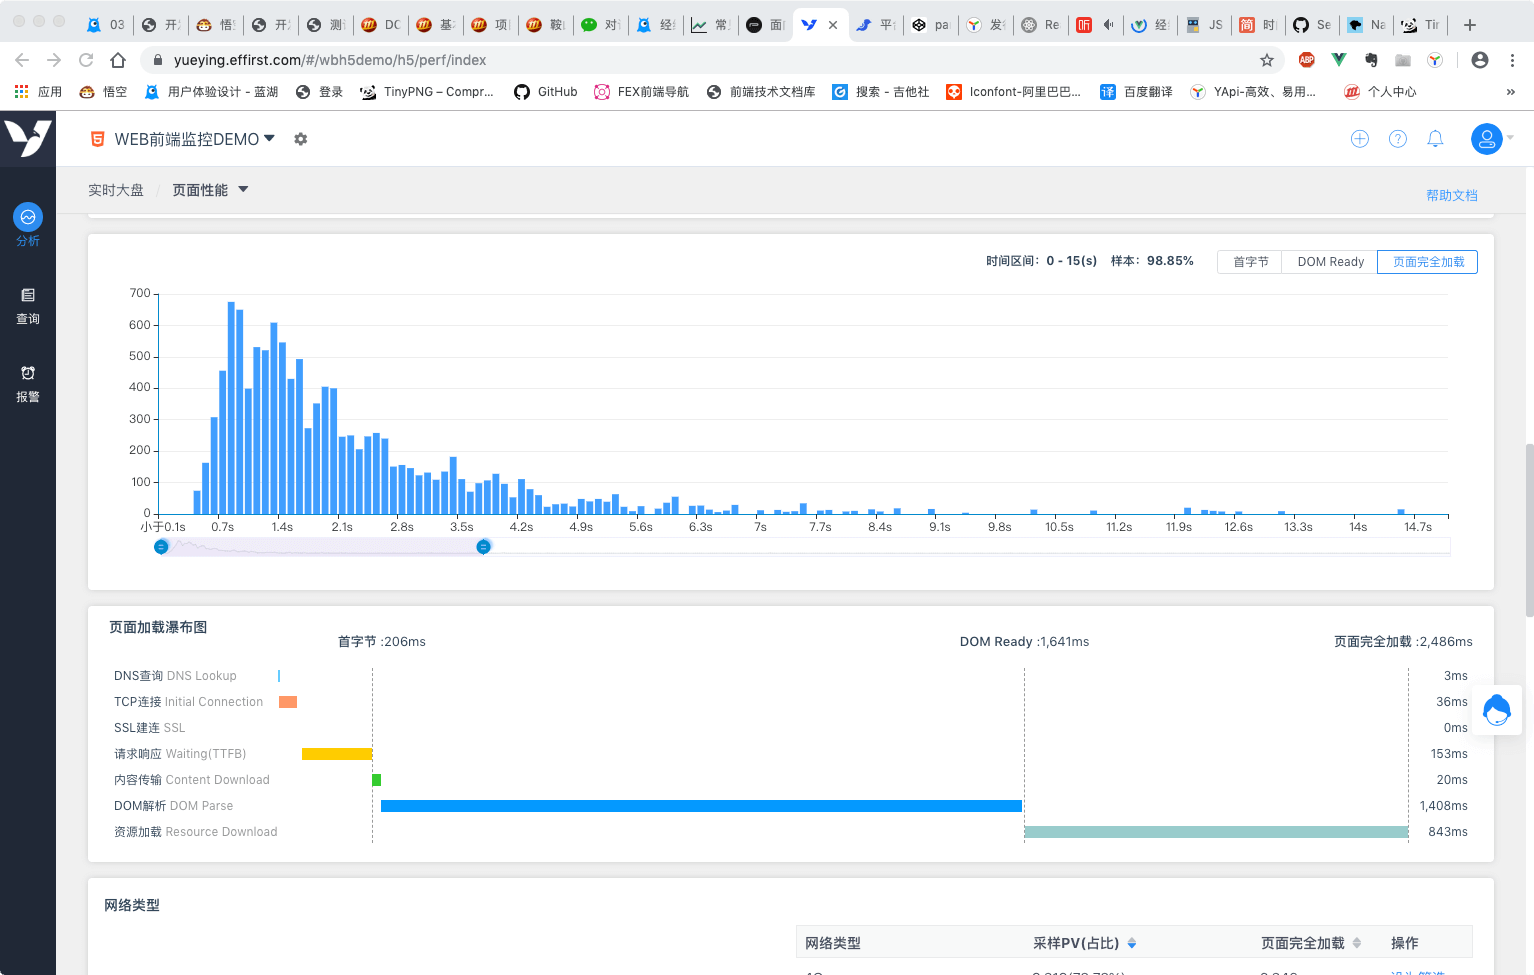 03
开
悟
开
测
DC
基
项
鞍
对
经
常
面
平
pa
发
Re
听
经
JS
简 时
Se
Na
Tir
yueying.effirst.com/#/wbh5demo/h5/perf/index
ABP
应用 悟空 用户体验设计 - 蓝湖 登录 TinyPNG – Compr... GitHub FEX前端导航 前端技术文档库 搜索 - 吉他社 Iconfont-阿里巴巴... 译 百度翻译 YApi-高效、易用... 个人中心 »
WEB前端监控DEMO
实时大盘 / 页面性能
帮助文档
分析
查询
报警
时间区间：0 - 15(s) 样本：98.85% 首字节 DOM Ready 页面完全加载
700
600
500
400
300
200
100
0
小于0.1s 0.7s 1.4s 2.1s 2.8s 3.5s 4.2s 4.9s 5.6s 6.3s 7s 7.7s 8.4s 9.1s 9.8s 10.5s 11.2s 11.9s 12.6s 13.3s 14s 14.7s
页面加载瀑布图
首字节 :206ms DOM Ready :1,641ms 页面完全加载 :2,486ms
DNS查询 DNS Lookup 3ms
TCP连接 Initial Connection 36ms
SSL建连 SSL 0ms
请求响应 Waiting(TTFB) 153ms
内容传输 Content Download 20ms
DOM解析 DOM Parse 1,408ms
资源加载 Resource Download 843ms
网络类型
网络类型 采样PV(占比) 页面完全加载 操作